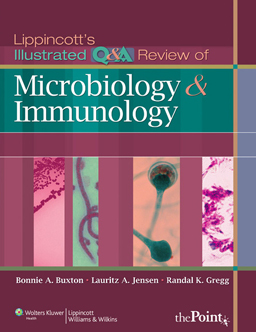 Lippincott's
Illustrated Q&A Review of
Microbiology &
Immunology
Bonnie A. Buxton • Lauritz A. Jensen • Randal K. Gregg
Wolters Kluwer
Health
Lippincott
Williams & Wilkins
thePoint